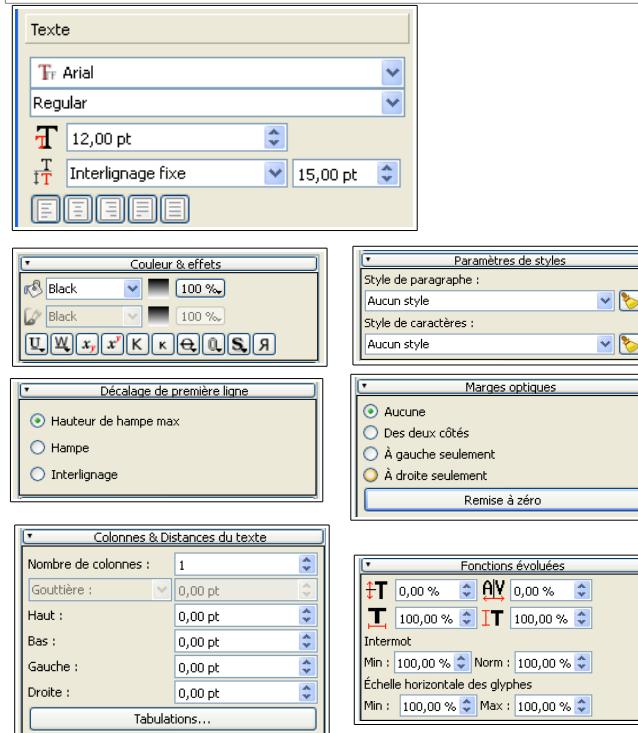 Texte
Arial
Regular
12,00 pt
Interlignage fixe 15,00 pt
Couleur & effets
Black 100 %
Black 100 %
Paramètres de styles
Style de paragraphe :
Aucun style
Style de caractères :
Aucun style
Décalage de première ligne
Hauteur de hampe max
Hampe
Interlignage
Marges optiques
Aucune
Des deux côtés
À gauche seulement
À droite seulement
Remise à zéro
Colonnes & Distances du texte
Nombre de colonnes : 1
Gouttière : 0,00 pt
Haut : 0,00 pt
Bas : 0,00 pt
Gauche : 0,00 pt
Droite : 0,00 pt
Tabulations...
Fonctions évoluées
0,00 % 0,00 %
100,00 % 100,00 %
Intermot
Min : 100,00 % Norm : 100,00 %
Échelle horizontale des glyphes
Min : 100,00 % Max : 100,00 %